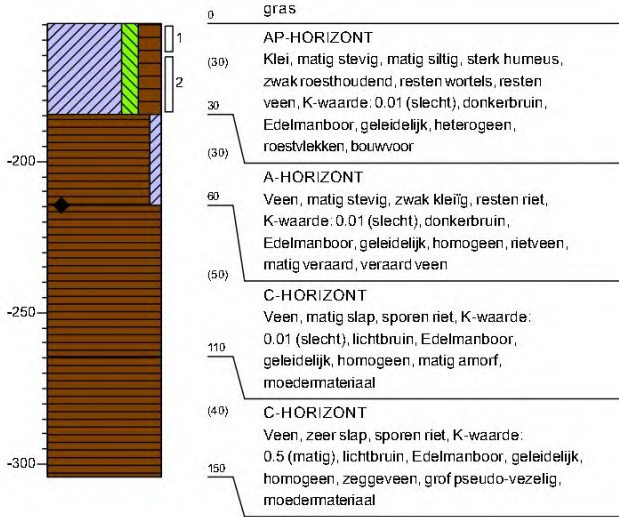 0
gras
1
2
(30)
AP-HORIZONT
Klei, matig stevig, matig siltig, sterk humeus,
zwak roesthoudend, resten wortels, resten
veen, K-waarde: 0.01 (slecht), donkerbruin,
Edelmanboor, geleidelijk, heterogeen,
roestvlekken, bouwvoor
30
-200
(30)
A-HORIZONT
Veen, matig stevig, zwak kleiïg, resten riet,
K-waarde: 0.01 (slecht), donkerbruin,
Edelmanboor, geleidelijk, homogeen, rietveen,
matig veraard, veraard veen
60
-250
(50)
C-HORIZONT
Veen, matig slap, sporen riet, K-waarde:
0.01 (slecht), lichtbruin, Edelmanboor,
geleidelijk, homogeen, matig amorf,
moedermateriaal
110
-300
(40)
C-HORIZONT
Veen, zeer slap, sporen riet, K-waarde:
0.5 (matig), lichtbruin, Edelmanboor, geleidelijk,
homogeen, zeggeveen, grof pseudo-vezelig,
moedermateriaal
150